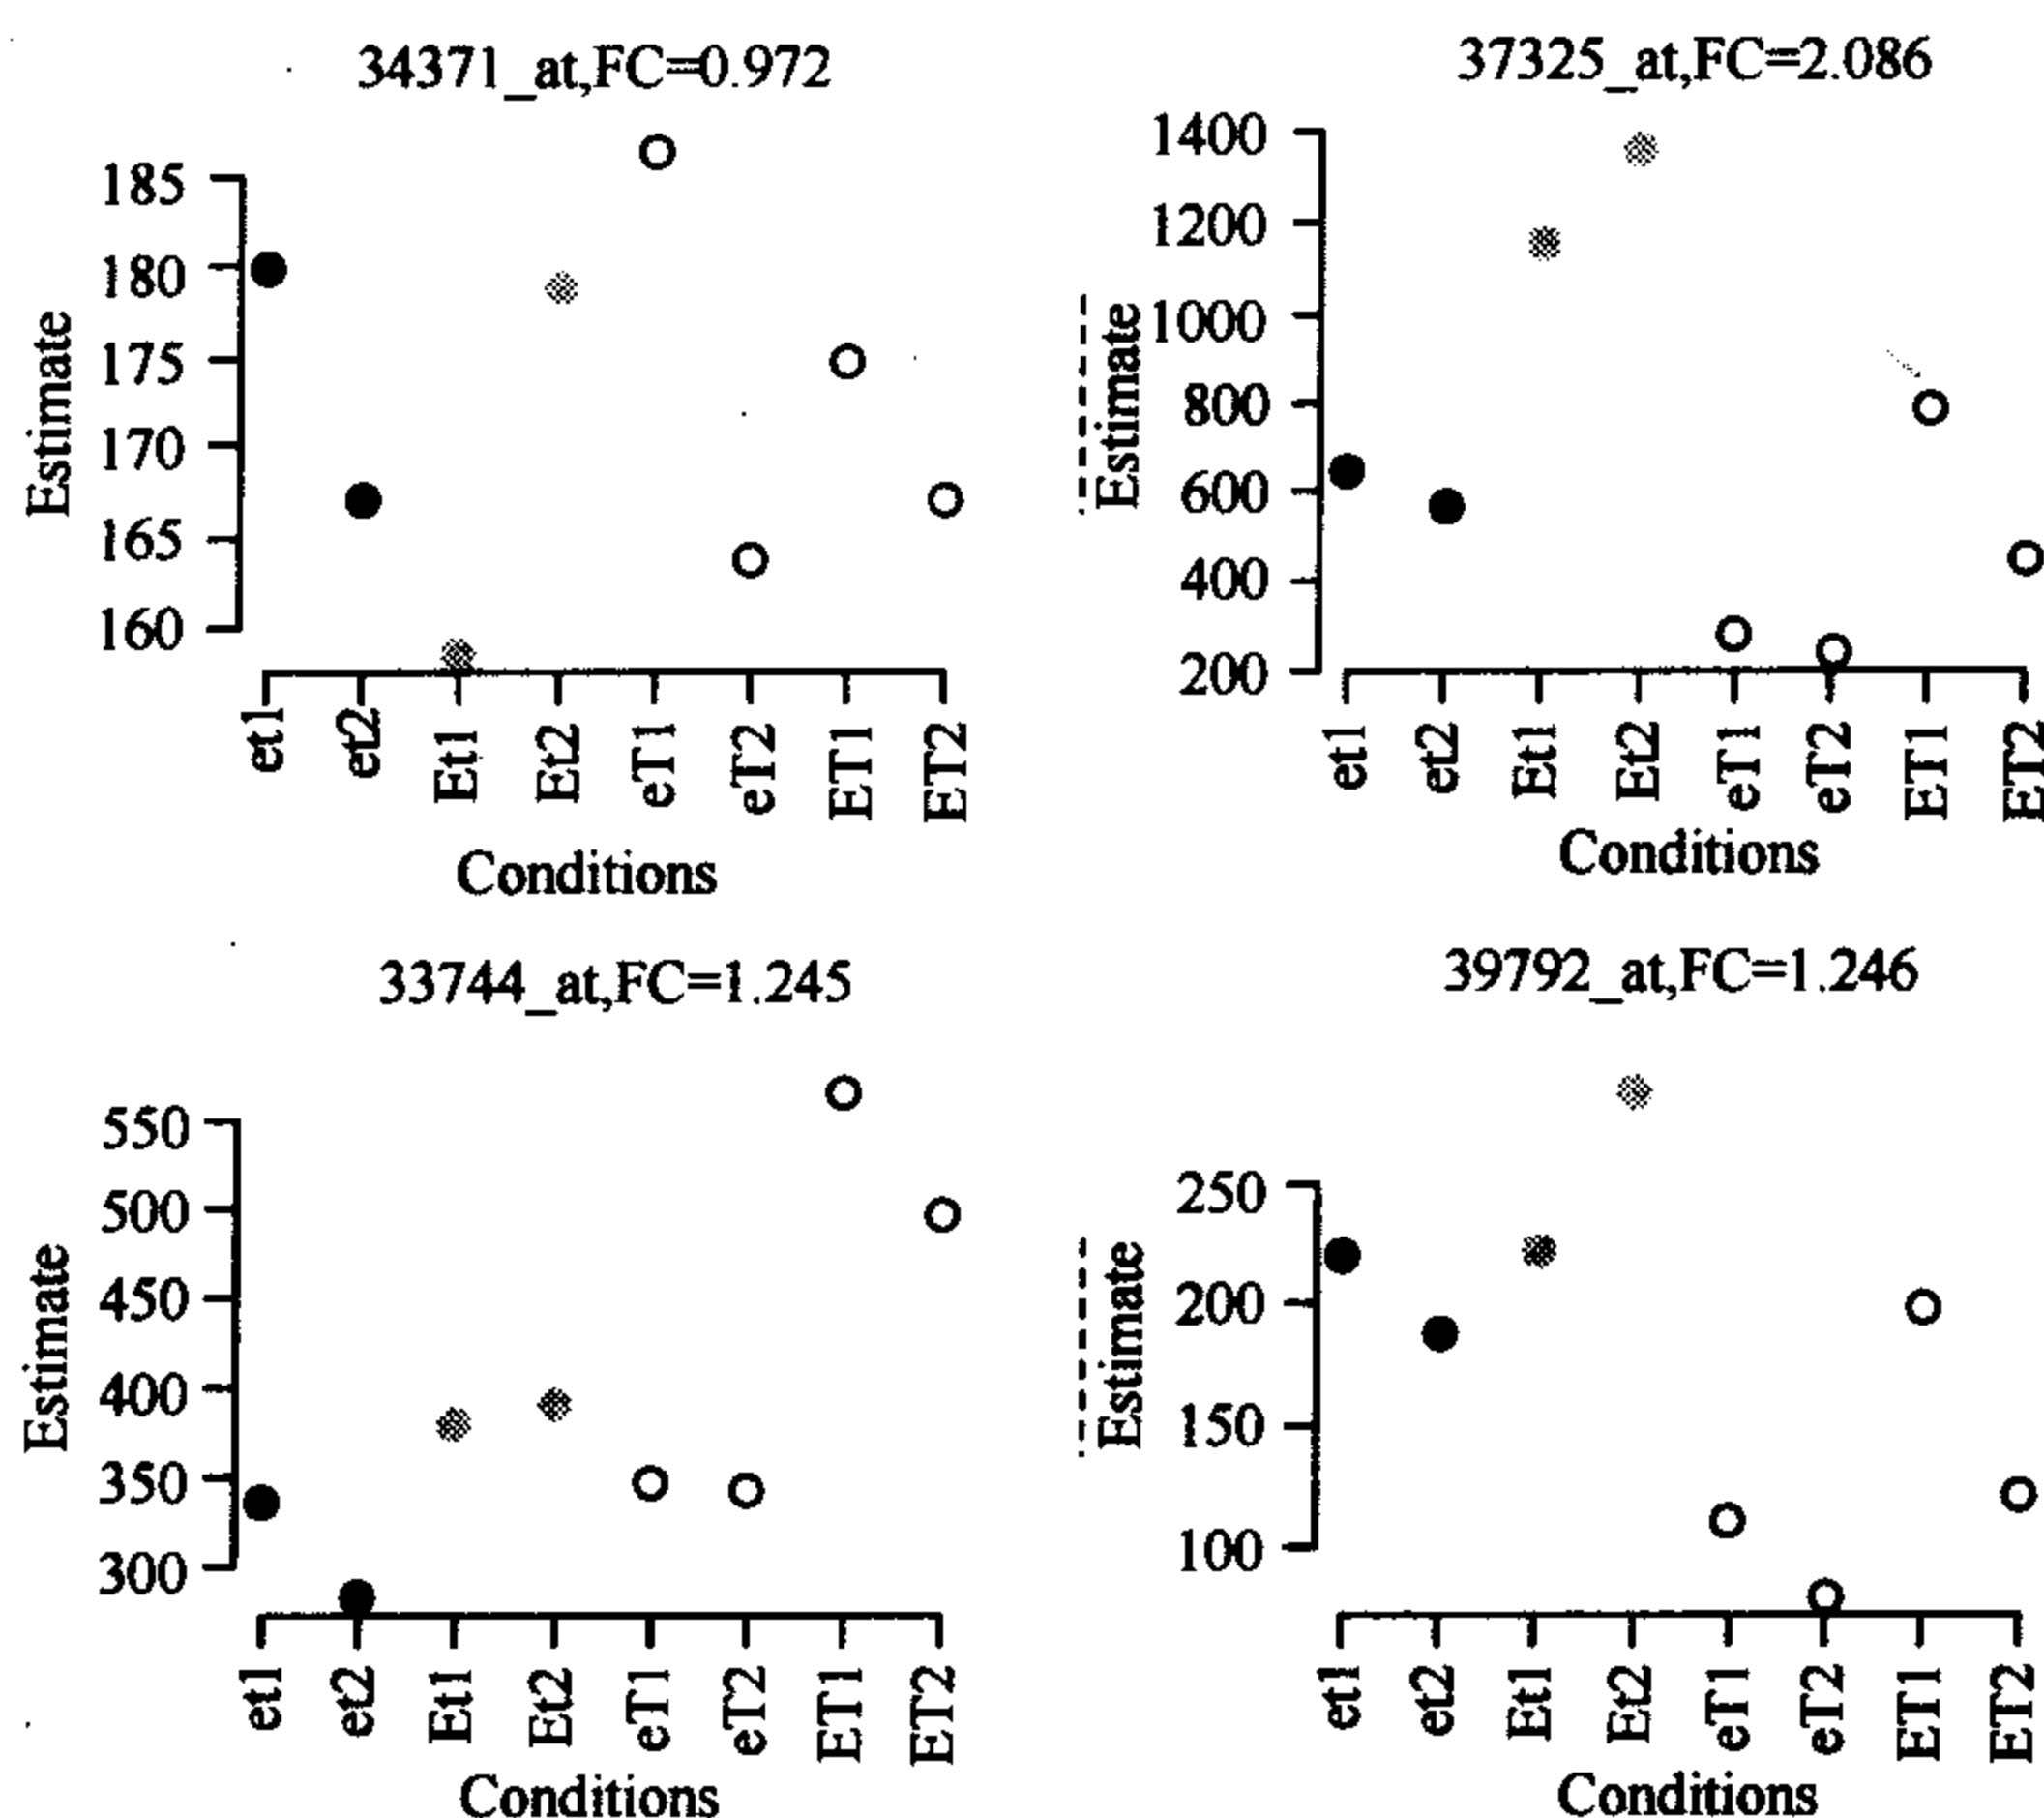 34371_at,FC=0.972
185
180
175
170
165
160
Estimate
et1
et2
Et1
Et2
eT1
eT2
ET1
ET2
Conditions
37325_at,FC=2.086
1400
1200
1000
800
600
400
200
Estimate
et1
et2
Et1
Et2
eT1
eT2
ET1
ET2
Conditions
33744_at,FC=1.245
550
500
450
400
350
300
Estimate
et1
et2
Et1
Et2
eT1
eT2
ET1
ET2
Conditions
39792_at,FC=1.246
250
200
150
100
Estimate
et1
et2
Et1
Et2
eT1
eT2
ET1
ET2
Conditions